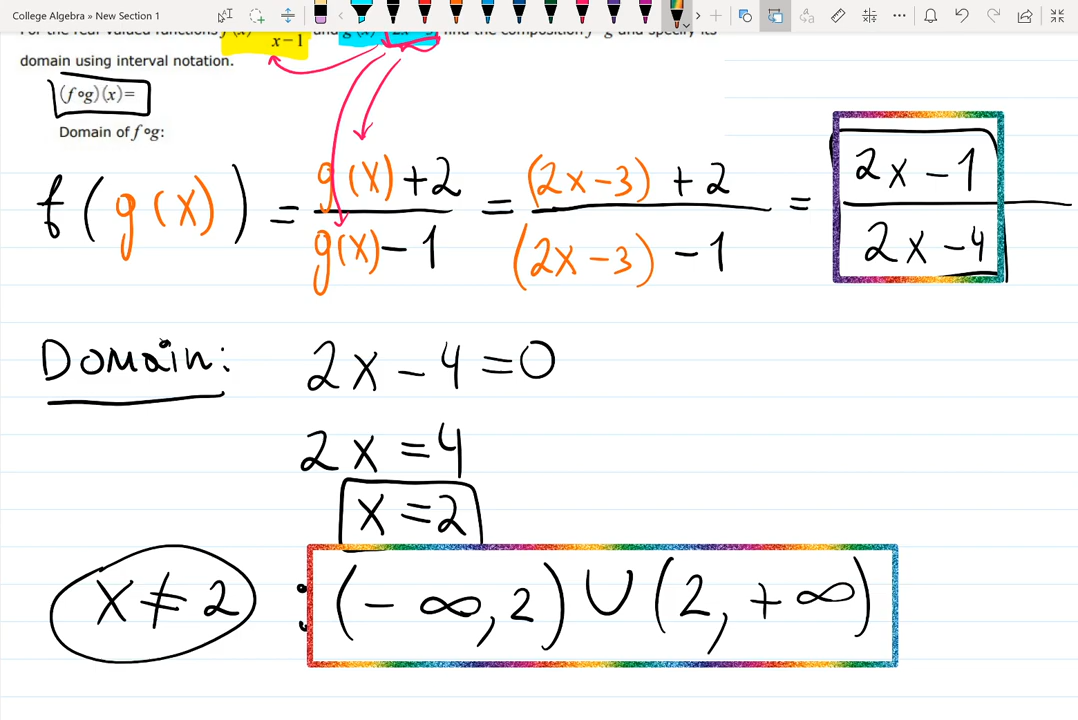 College Algebra » New Section 1
x−1
domain using interval notation.
(f∘g)(x)=
Domain of f∘g:
f(g(x)) = g(x)+2 / g(x)−1 = (2x−3)+2 / (2x−3)−1 = 2x−1 / 2x−4
Domain: 2x−4=0
2x=4
x=2
x≠2 : (−∞,2)∪(2,+∞)